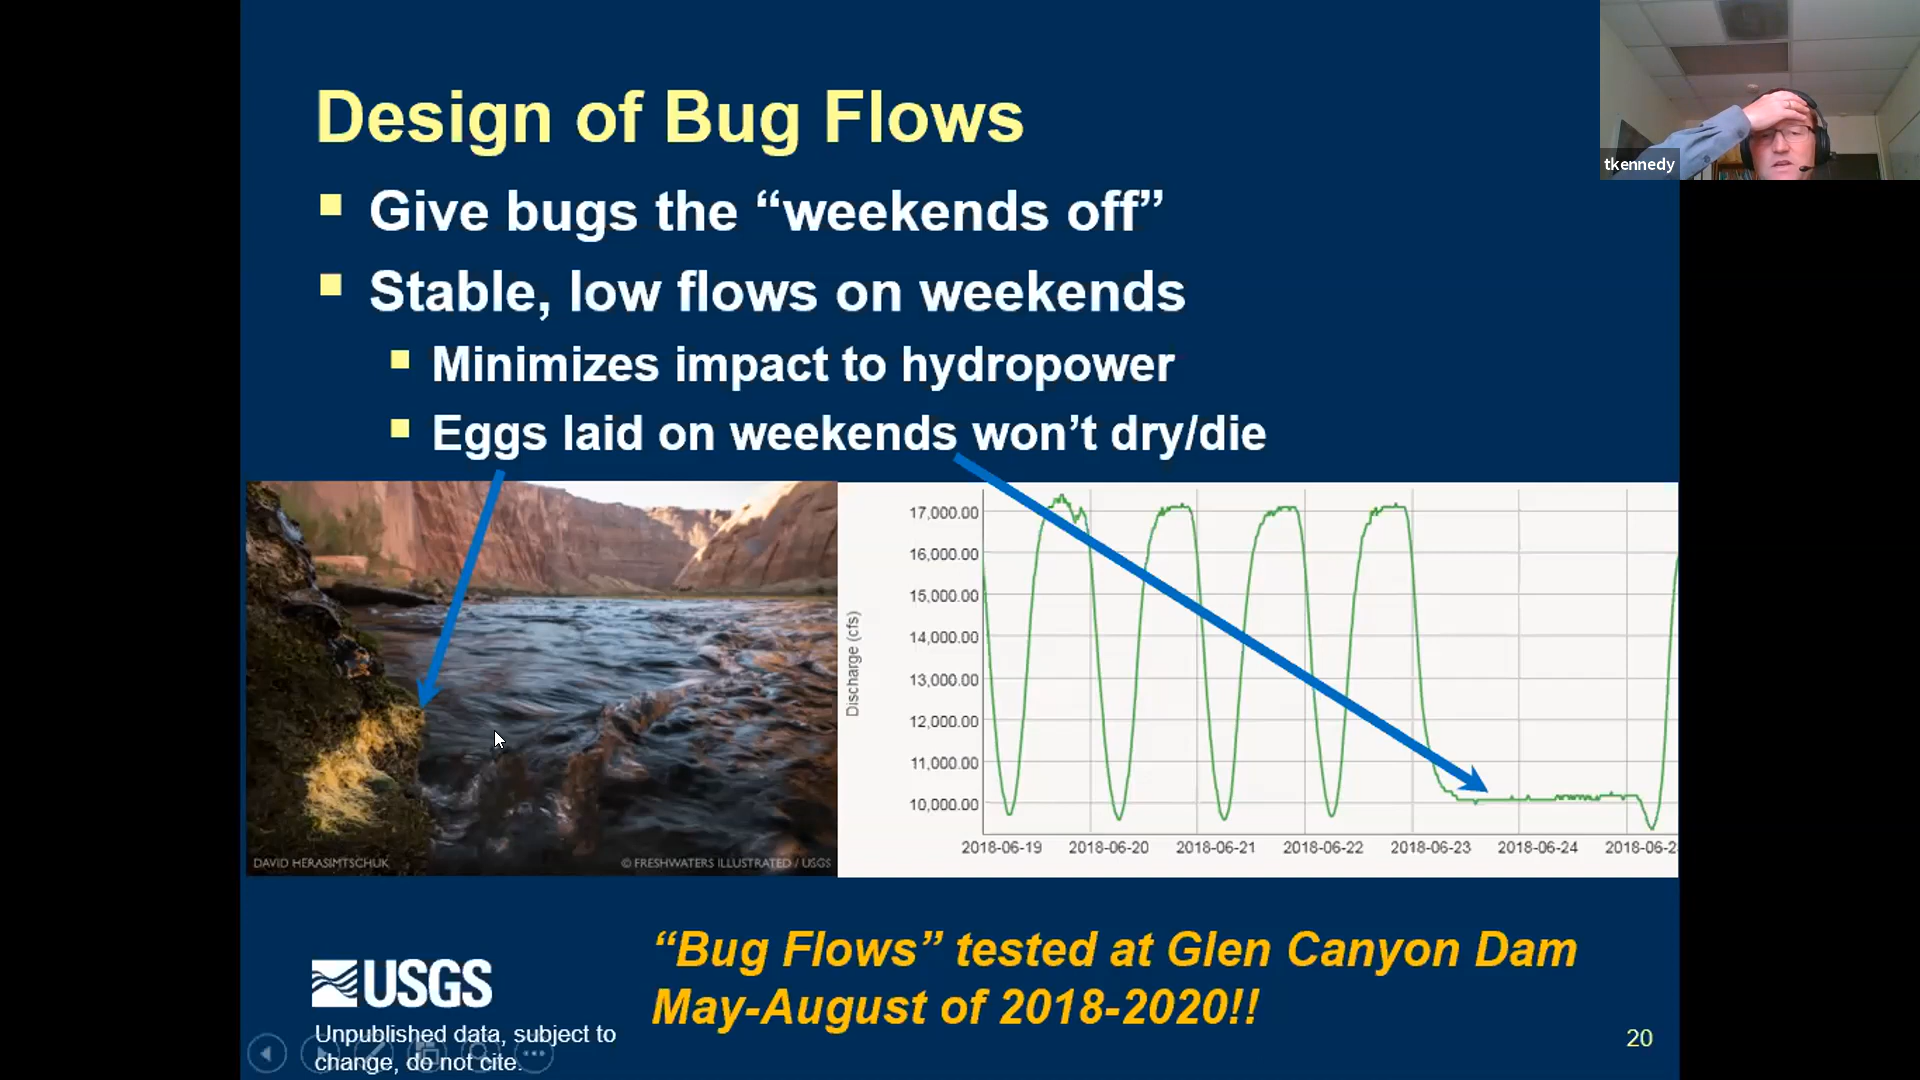 Design of Bug Flows
tkennedy
Give bugs the “weekends off”
Stable, low flows on weekends
Minimizes impact to hydropower
Eggs laid on weekends won’t dry/die
17,000.00
16,000.00
15,000.00
14,000.00
13,000.00
12,000.00
11,000.00
10,000.00
Discharge (cfs)
2018-06-19 2018-06-20 2018-06-21 2018-06-22 2018-06-23 2018-06-24 2018-06-2
DAVID HERASIMTSCHUK
© FRESHWATERS ILLUSTRATED / USGS
“Bug Flows” tested at Glen Canyon Dam
May-August of 2018-2020!!
USGS
Unpublished data, subject to
change, do not cite.
20